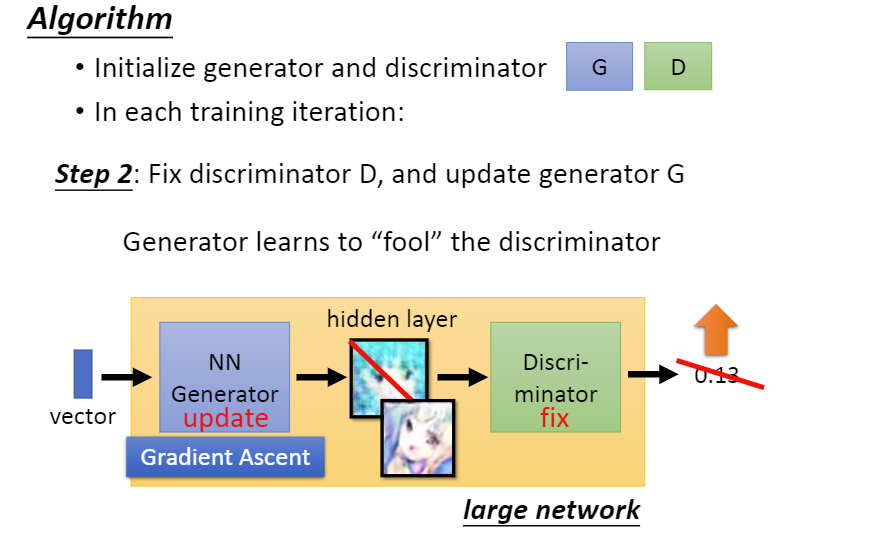 Algorithm
• Initialize generator and discriminator G D
• In each training iteration:
Step 2: Fix discriminator D, and update generator G
Generator learns to “fool” the discriminator
hidden layer
vector
NN
Generator
update
Gradient Ascent
Discri-
minator
fix
0.13
large network